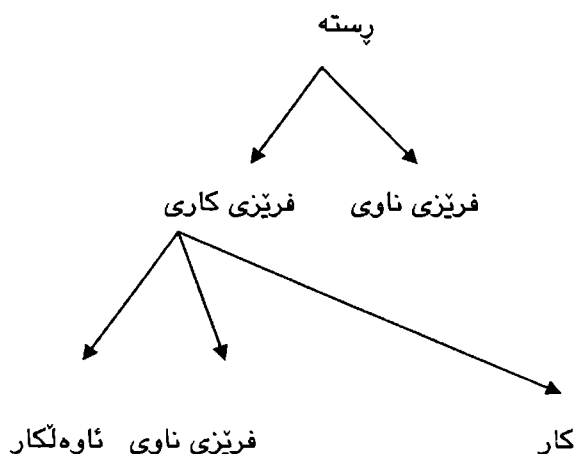 ڕستە
فرێزی ناوی فرێزی کاری
کار فرێزی ناوی ئاوەڵکار